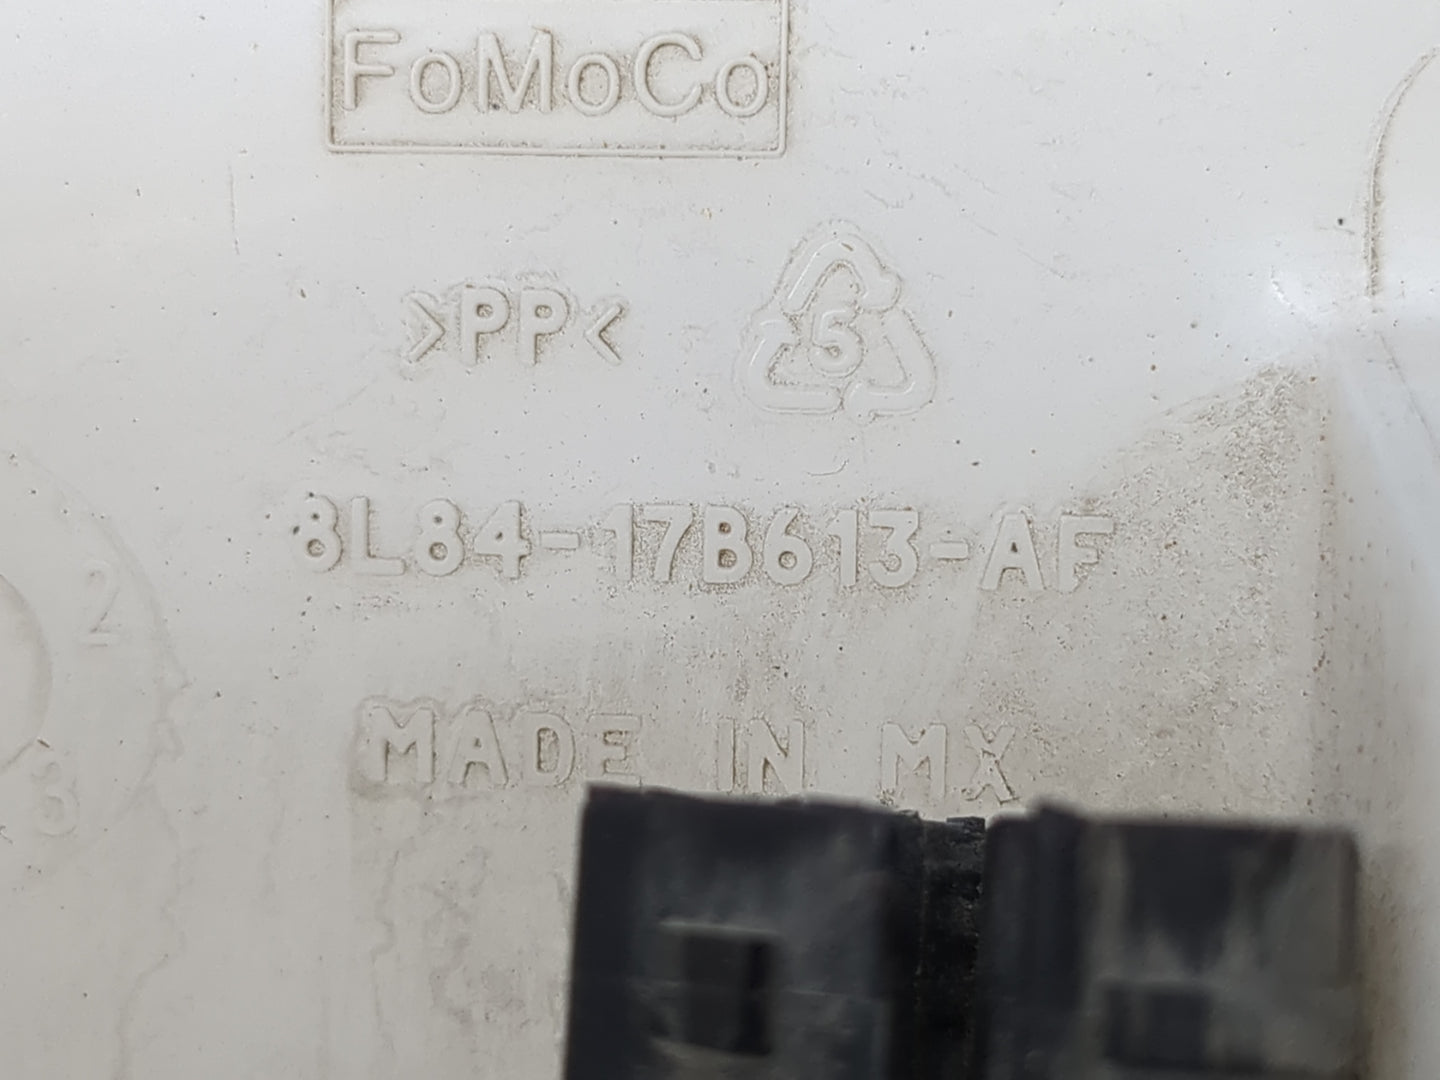 FoMoCo
>PP< 5
8L84-17B613-AF
2
MADE IN MX
3